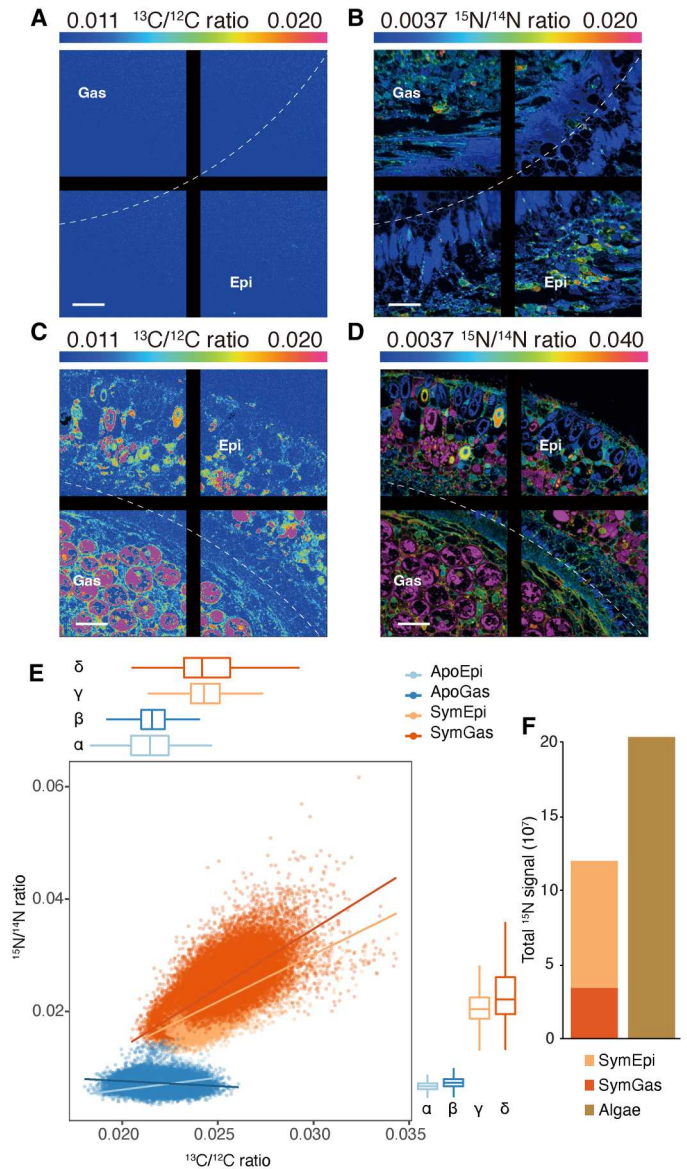 A
0.011 ¹³C/¹²C ratio 0.020
Gas
Epi
B
0.0037 ¹⁵N/¹⁴N ratio 0.020
Gas
Epi
C
0.011 ¹³C/¹²C ratio 0.020
Epi
Gas
D
0.0037 ¹⁵N/¹⁴N ratio 0.040
Epi
Gas
E
δ
γ
β
α
ApoEpi
ApoGas
SymEpi
SymGas
0.06
0.04
0.02
¹⁵N/¹⁴N ratio
0.020 0.025 0.030 0.035
¹³C/¹²C ratio
α β γ δ
F
20
15
10
5
0
Total ¹⁵N signal (10⁷)
SymEpi
SymGas
Algae